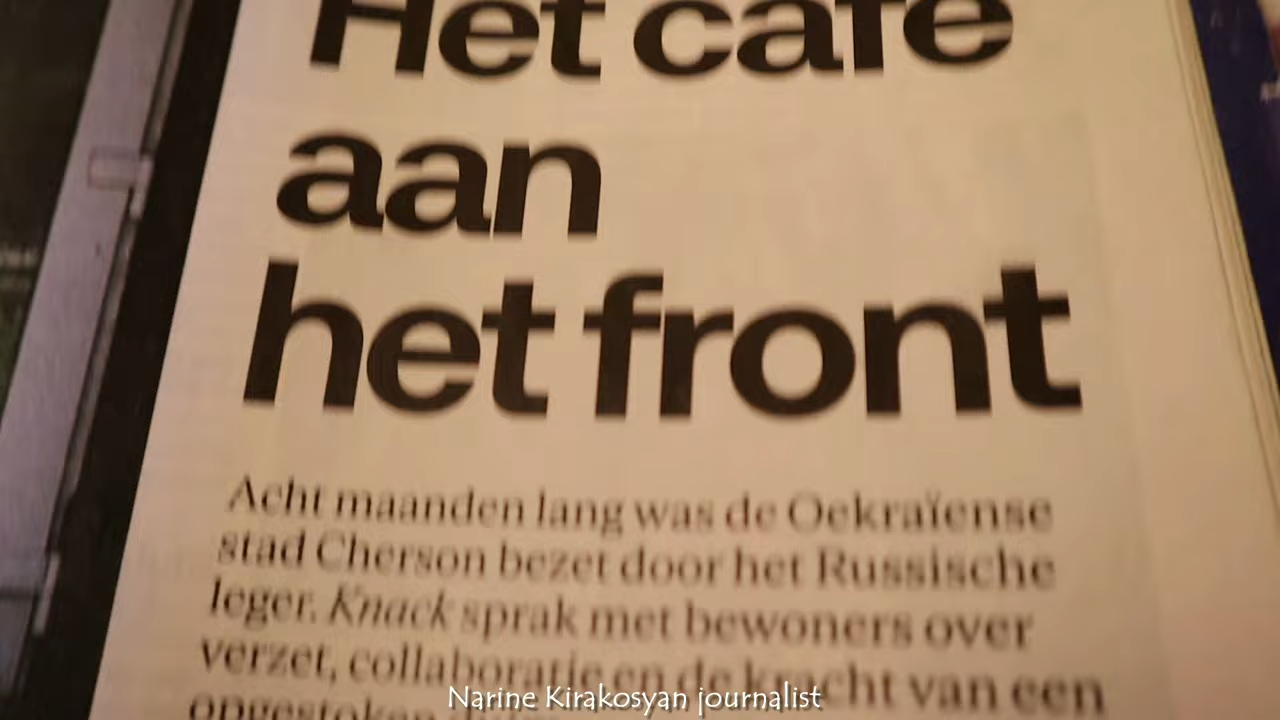 Het café
aan
het front
Acht maanden lang was de Oekraïense
stad Cherson bezet door het Russische
leger. Knack sprak met bewoners over
verzet, collaboratie en de kracht van een
opgestoken
Narine Kirakosyan journalist